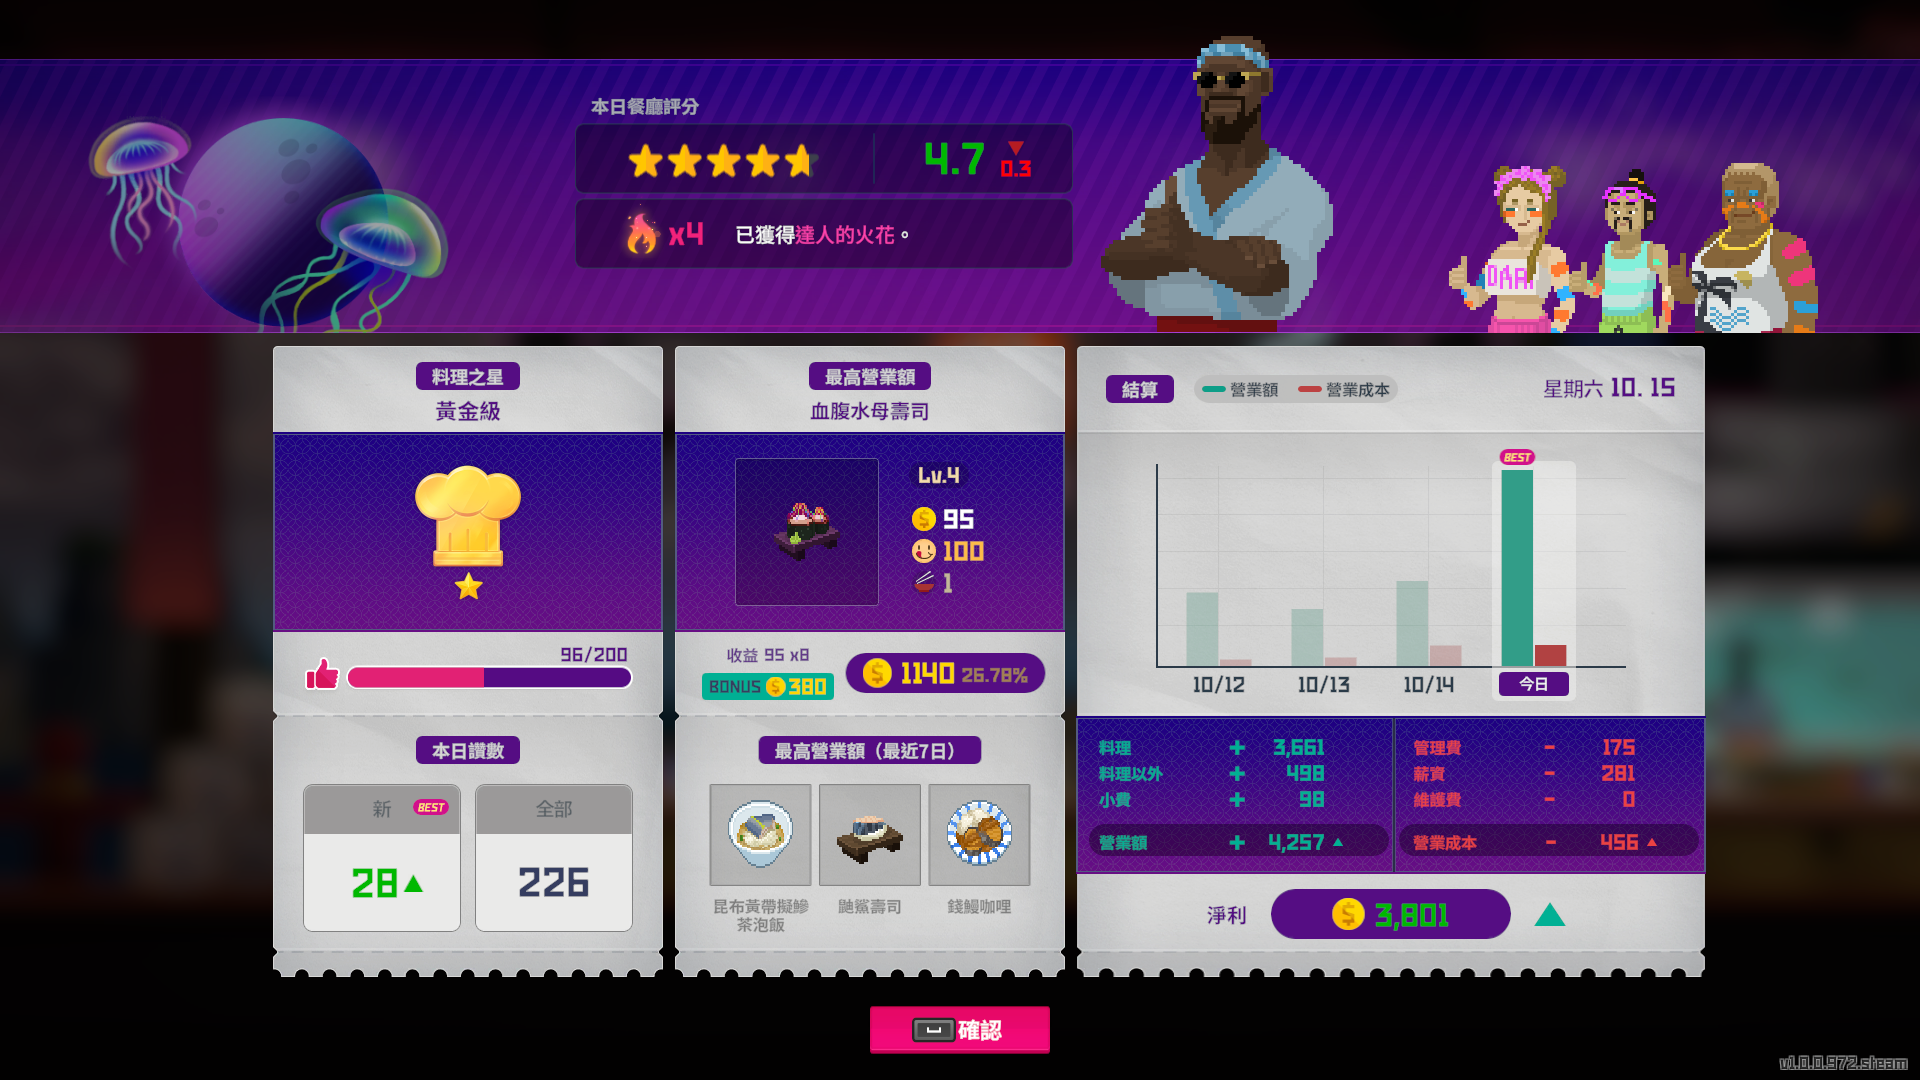 本日餐廳評分
4.7 0.3
x4 已獲得達人的火花。
料理之星
黃金級
96/200
本日讚數
新 BEST
28
全部
226
最高營業額
血腹水母壽司
Lv.4
95
100
1
收益 95 x8
BONUS 380
1140 26.78%
最高營業額（最近7日）
昆布黃帶擬鰺
茶泡飯
鼬鯊壽司
錢鰻咖哩
結算 營業額 營業成本 星期六 10. 15
BEST
10/12 10/13 10/14 今日
料理 + 3,661
料理以外 + 498
小費 + 98
營業額 + 4,257
管理費 - 175
薪資 - 281
維護費 - 0
營業成本 - 456
淨利 3,801
確認
v1.0.0.972.steam